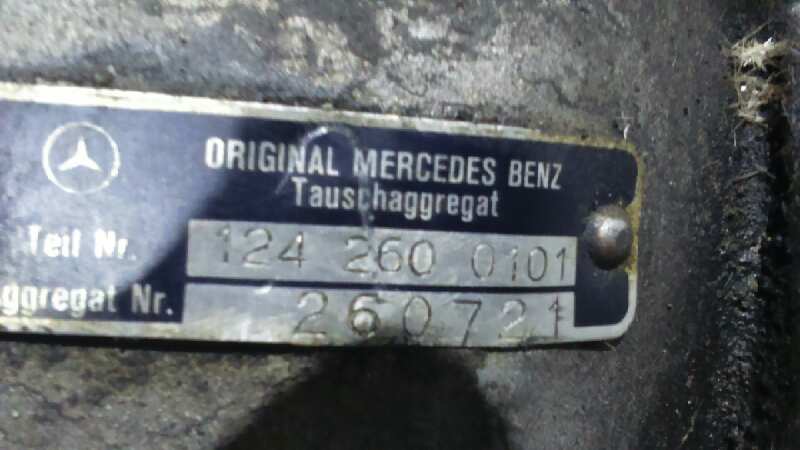 ORIGINAL MERCEDES BENZ
Tauschaggregat
Teil Nr. 124 260 0101
ggregat Nr. 260721